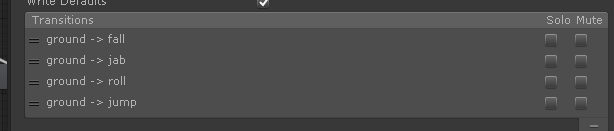 Write Defaults
Transitions Solo Mute
ground -> fall
ground -> jab
ground -> roll
ground -> jump